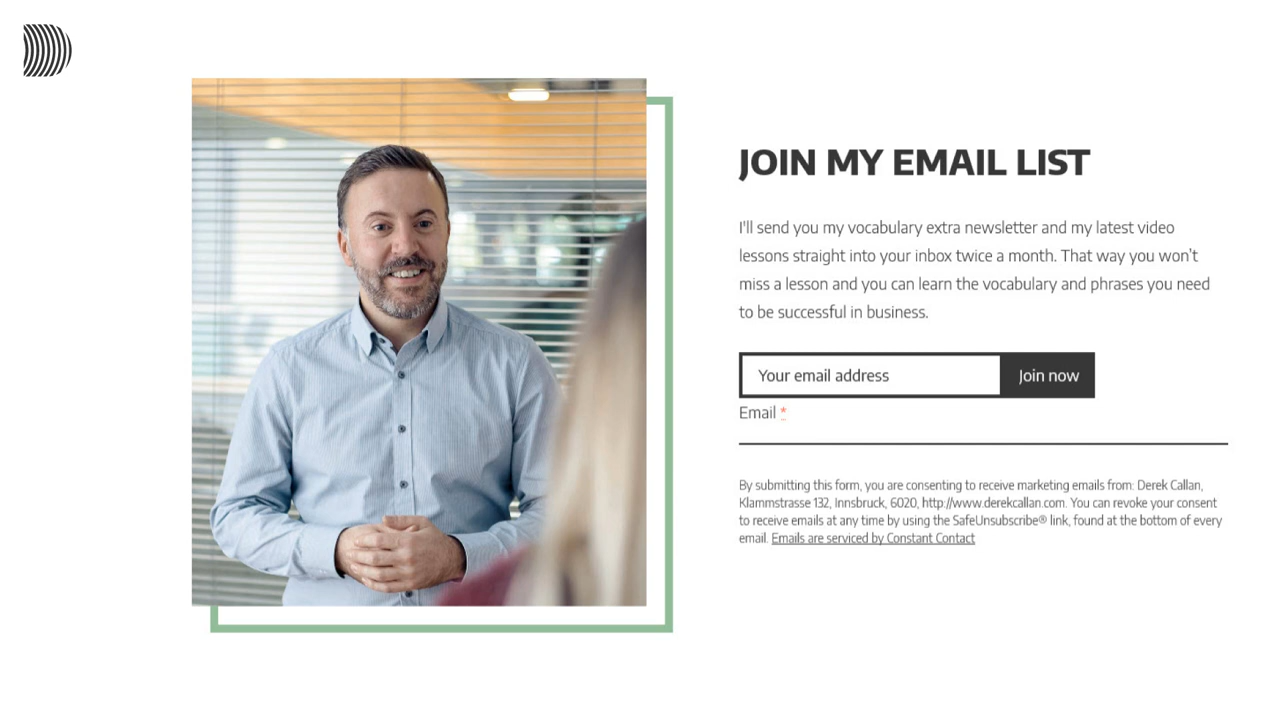 JOIN MY EMAIL LIST
I'll send you my vocabulary extra newsletter and my latest video
lessons straight into your inbox twice a month. That way you won't
miss a lesson and you can learn the vocabulary and phrases you need
to be successful in business.
Your email address
Join now
Email *
By submitting this form, you are consenting to receive marketing emails from: Derek Callan,
Klammstrasse 132, Innsbruck, 6020, http://www.derekcallan.com. You can revoke your consent
to receive emails at any time by using the SafeUnsubscribe® link, found at the bottom of every
email. Emails are serviced by Constant Contact